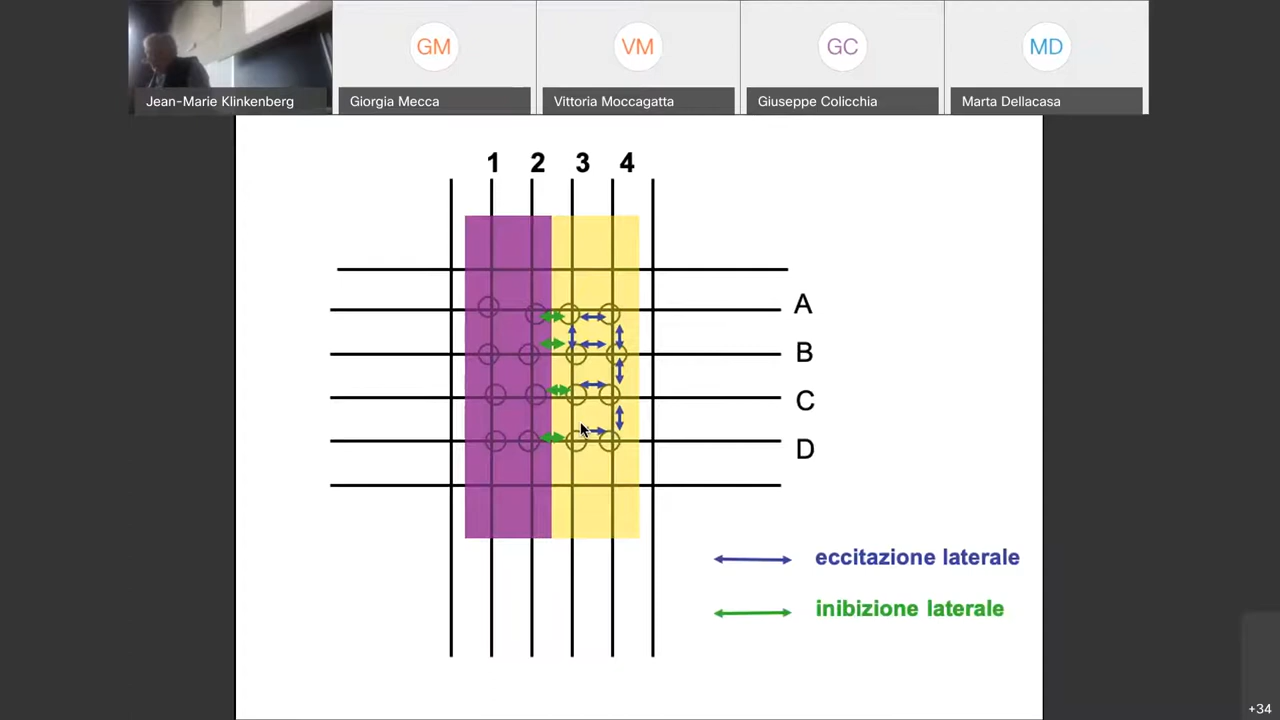 GM
VM
GC
MD
Jean-Marie Klinkenberg
Giorgia Mecca
Vittoria Moccagatta
Giuseppe Colicchia
Marta Dellacasa
1 2 3 4
A
B
C
D
eccitazione laterale
inibizione laterale
+34